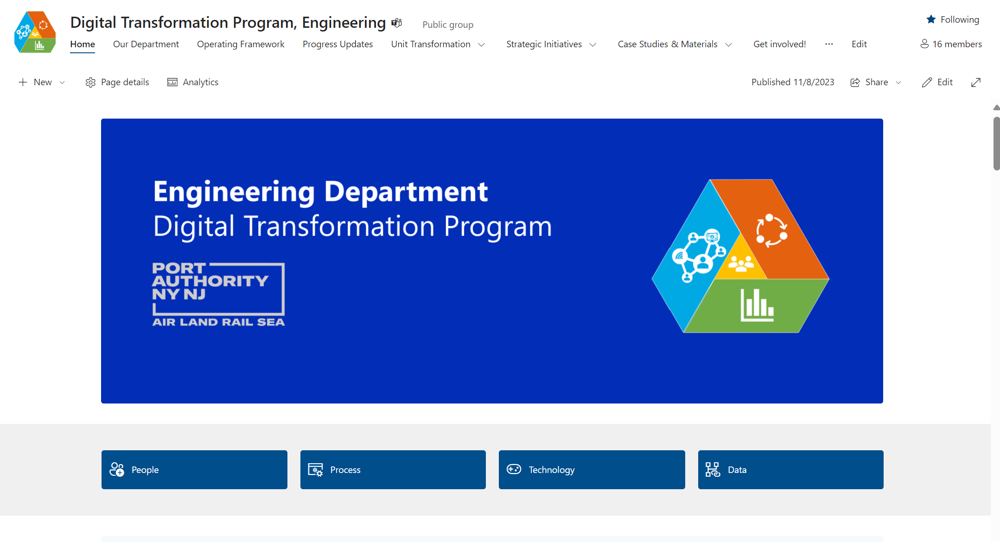 Digital Transformation Program, Engineering
Public group
Following
Home Our Department Operating Framework Progress Updates Unit Transformation Strategic Initiatives Case Studies & Materials Get involved! ··· Edit 16 members
New Page details Analytics Published 11/8/2023 Share Edit
Engineering Department
Digital Transformation Program
PORT
AUTHORITY
NY NJ
AIR LAND RAIL SEA
People Process Technology Data